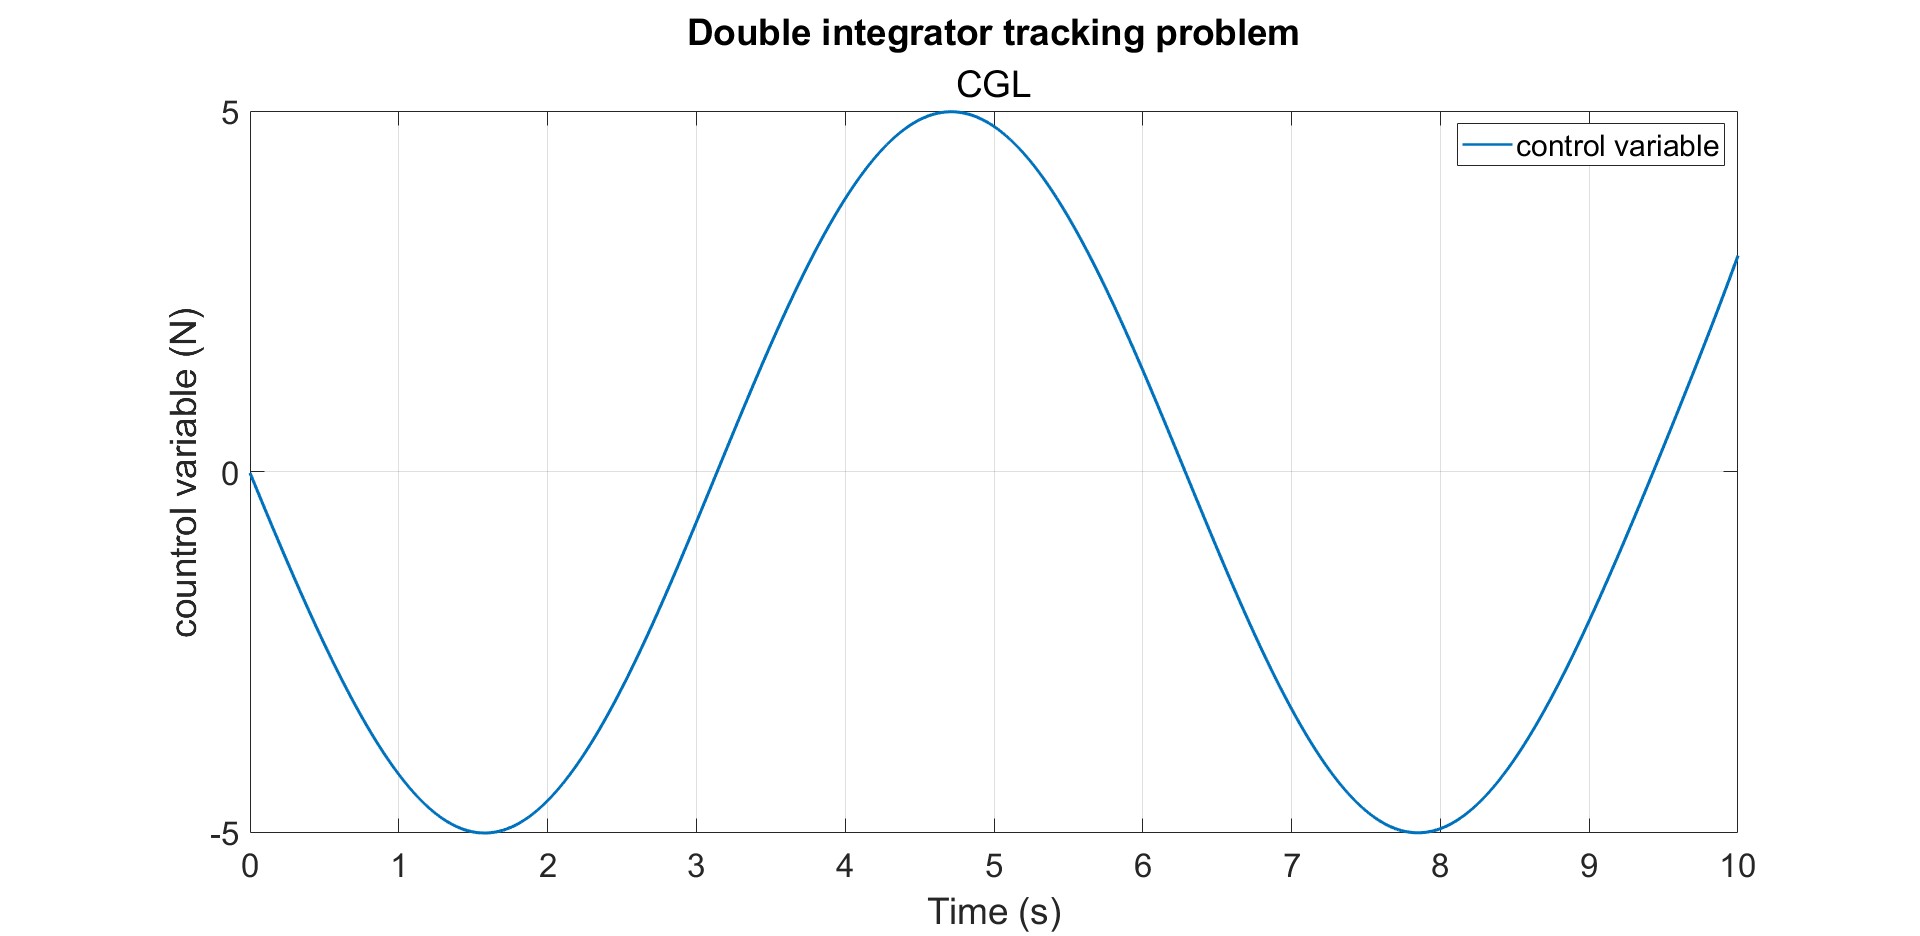 Double integrator tracking problem
CGL
5
control variable
0
-5
countrol variable (N)
0 1 2 3 4 5 6 7 8 9 10
Time (s)